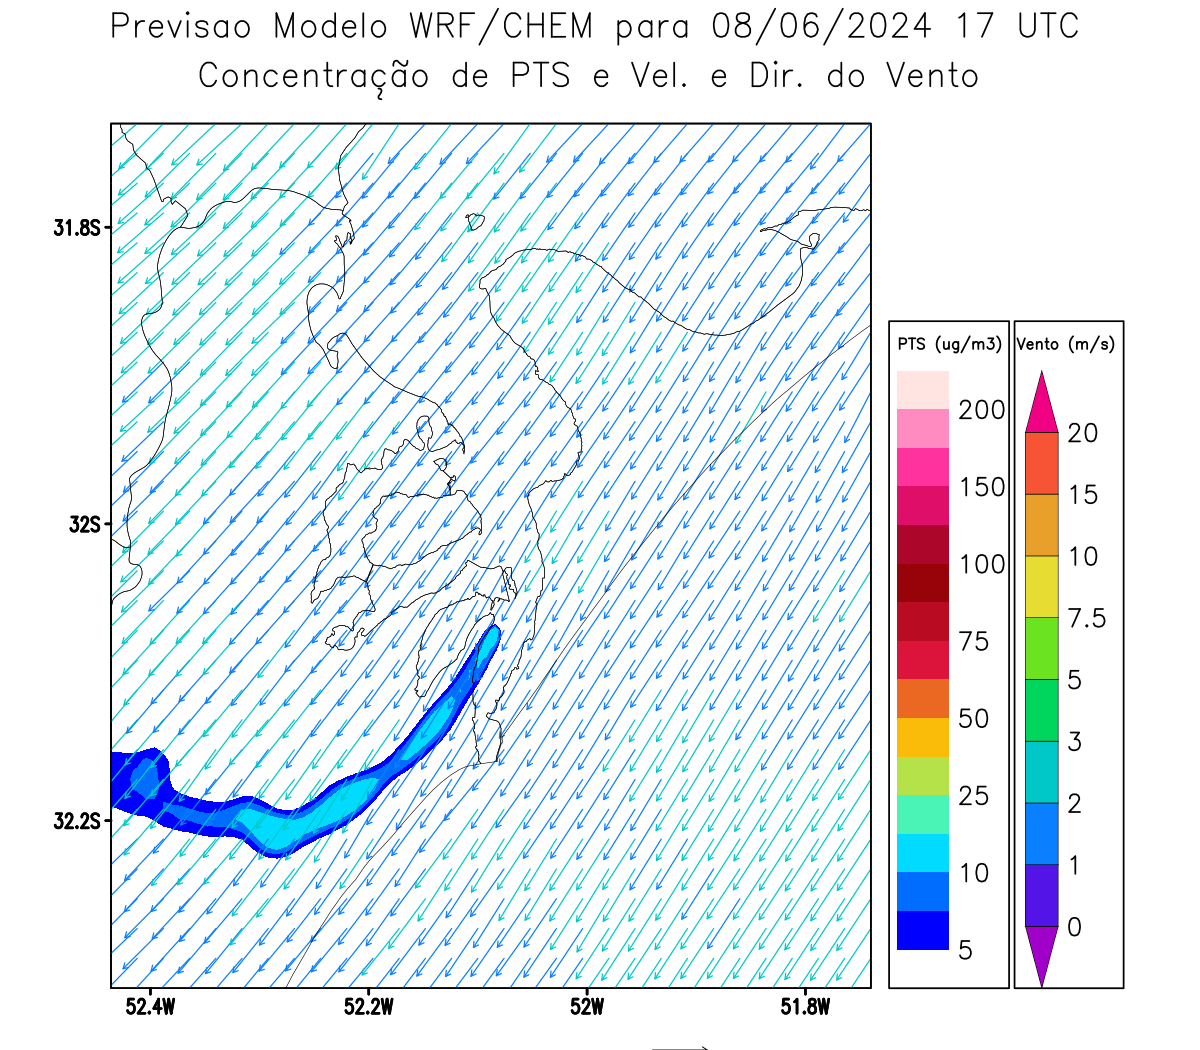 Previsao Modelo WRF/CHEM para 08/06/2024 17 UTC
Concentração de PTS e Vel. e Dir. do Vento
31.8S
32S
32.2S
52.4W 52.2W 52W 51.8W
PTS (ug/m3)
200
150
100
75
50
25
10
5
Vento (m/s)
20
15
10
7.5
5
3
2
1
0